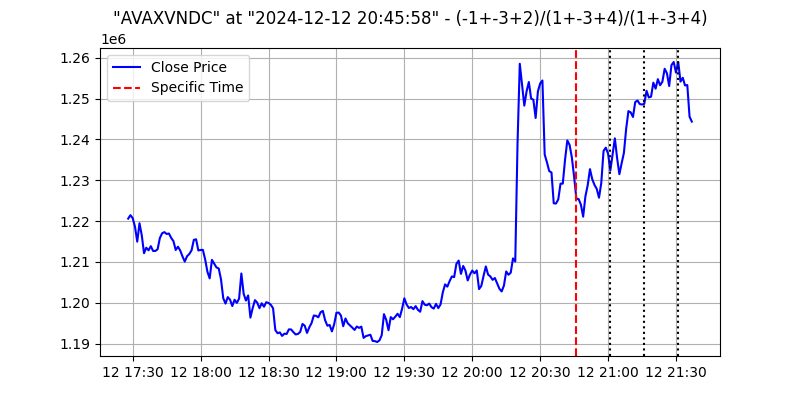 "AVAXVNDC" at "2024-12-12 20:45:58" - (-1+-3+2)/(1+-3+4)/(1+-3+4)
1e6
Close Price
Specific Time
1.26
1.25
1.24
1.23
1.22
1.21
1.20
1.19
12 17:30 12 18:00 12 18:30 12 19:00 12 19:30 12 20:00 12 20:30 12 21:00 12 21:30